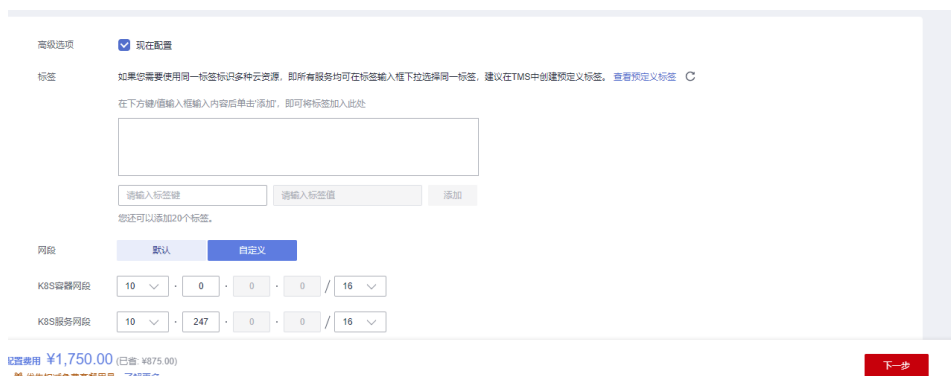 高级选项 现在配置
标签 如果您需要使用同一标签标识多种云资源，即所有服务均可在标签输入框下拉选择同一标签，建议在TMS中创建预定义标签。 查看预定义标签
在下方键/值输入框输入内容后单击'添加'，即可将标签加入此处
请输入标签键 请输入标签值 添加
您还可以添加20个标签。
网段 默认 自定义
K8S容器网段 10 · 0 · 0 · 0 / 16
K8S服务网段 10 · 247 · 0 · 0 / 16
配置费用 ¥1,750.00 (已省: ¥875.00)
下一步
了解更多